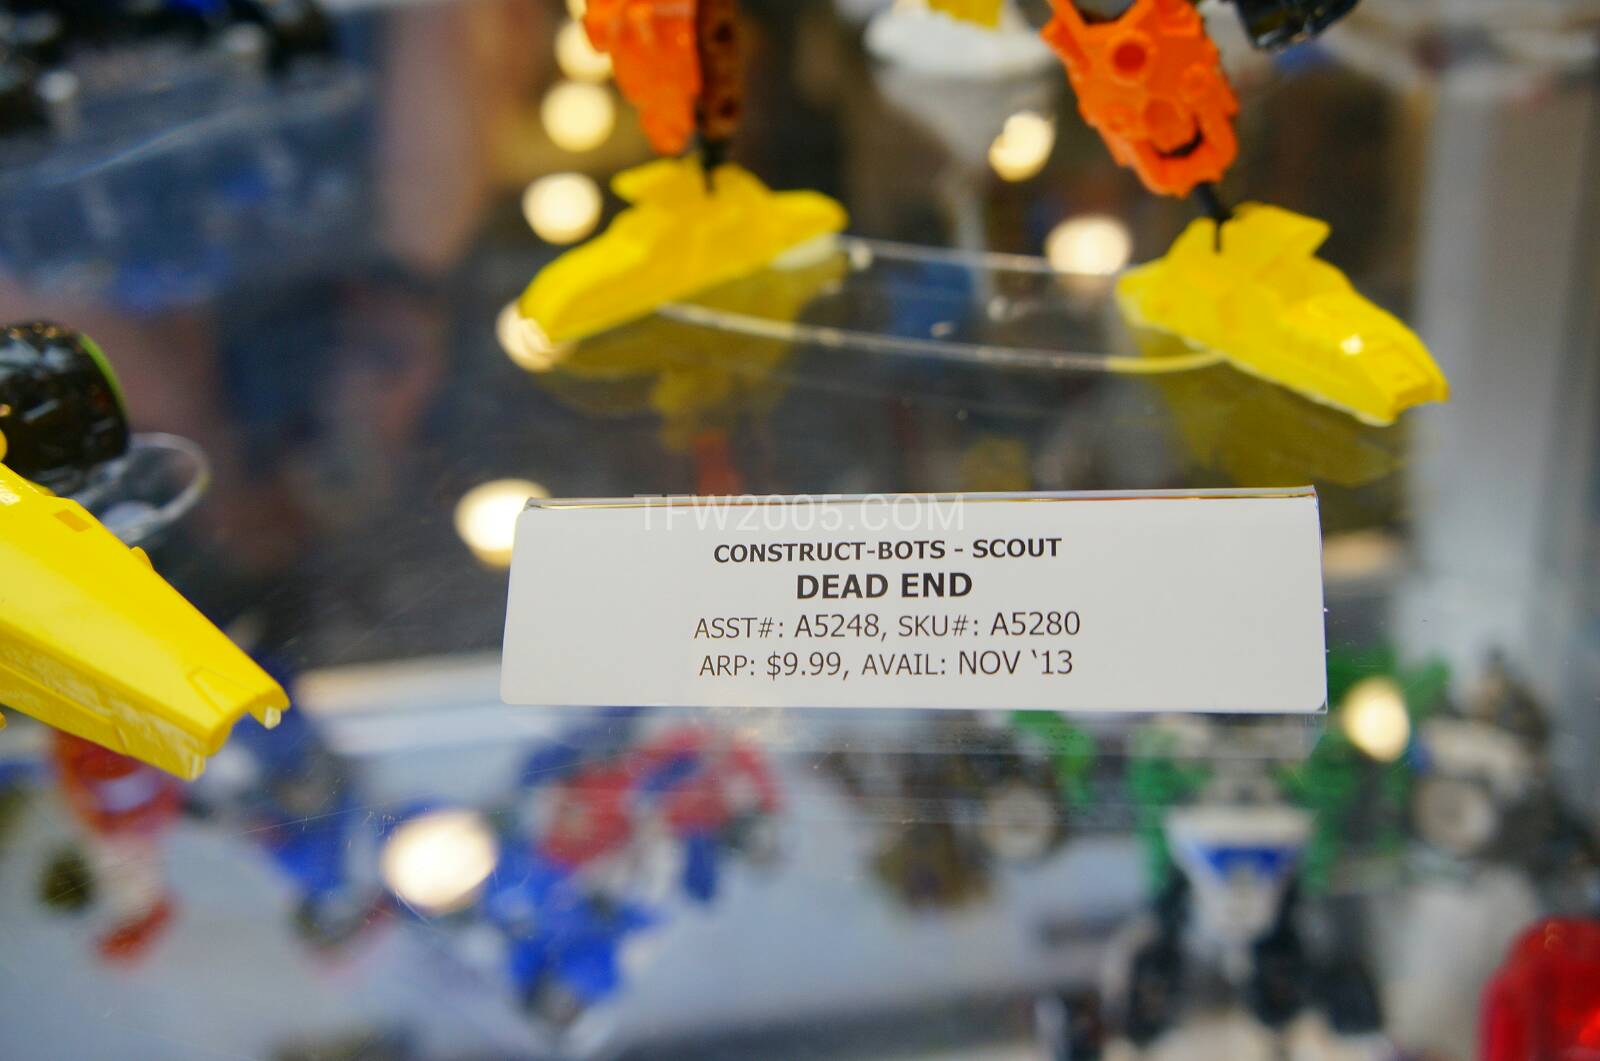 TFW2005.COM
CONSTRUCT-BOTS - SCOUT
DEAD END
ASST#: A5248, SKU#: A5280
ARP: $9.99, AVAIL: NOV ‘13